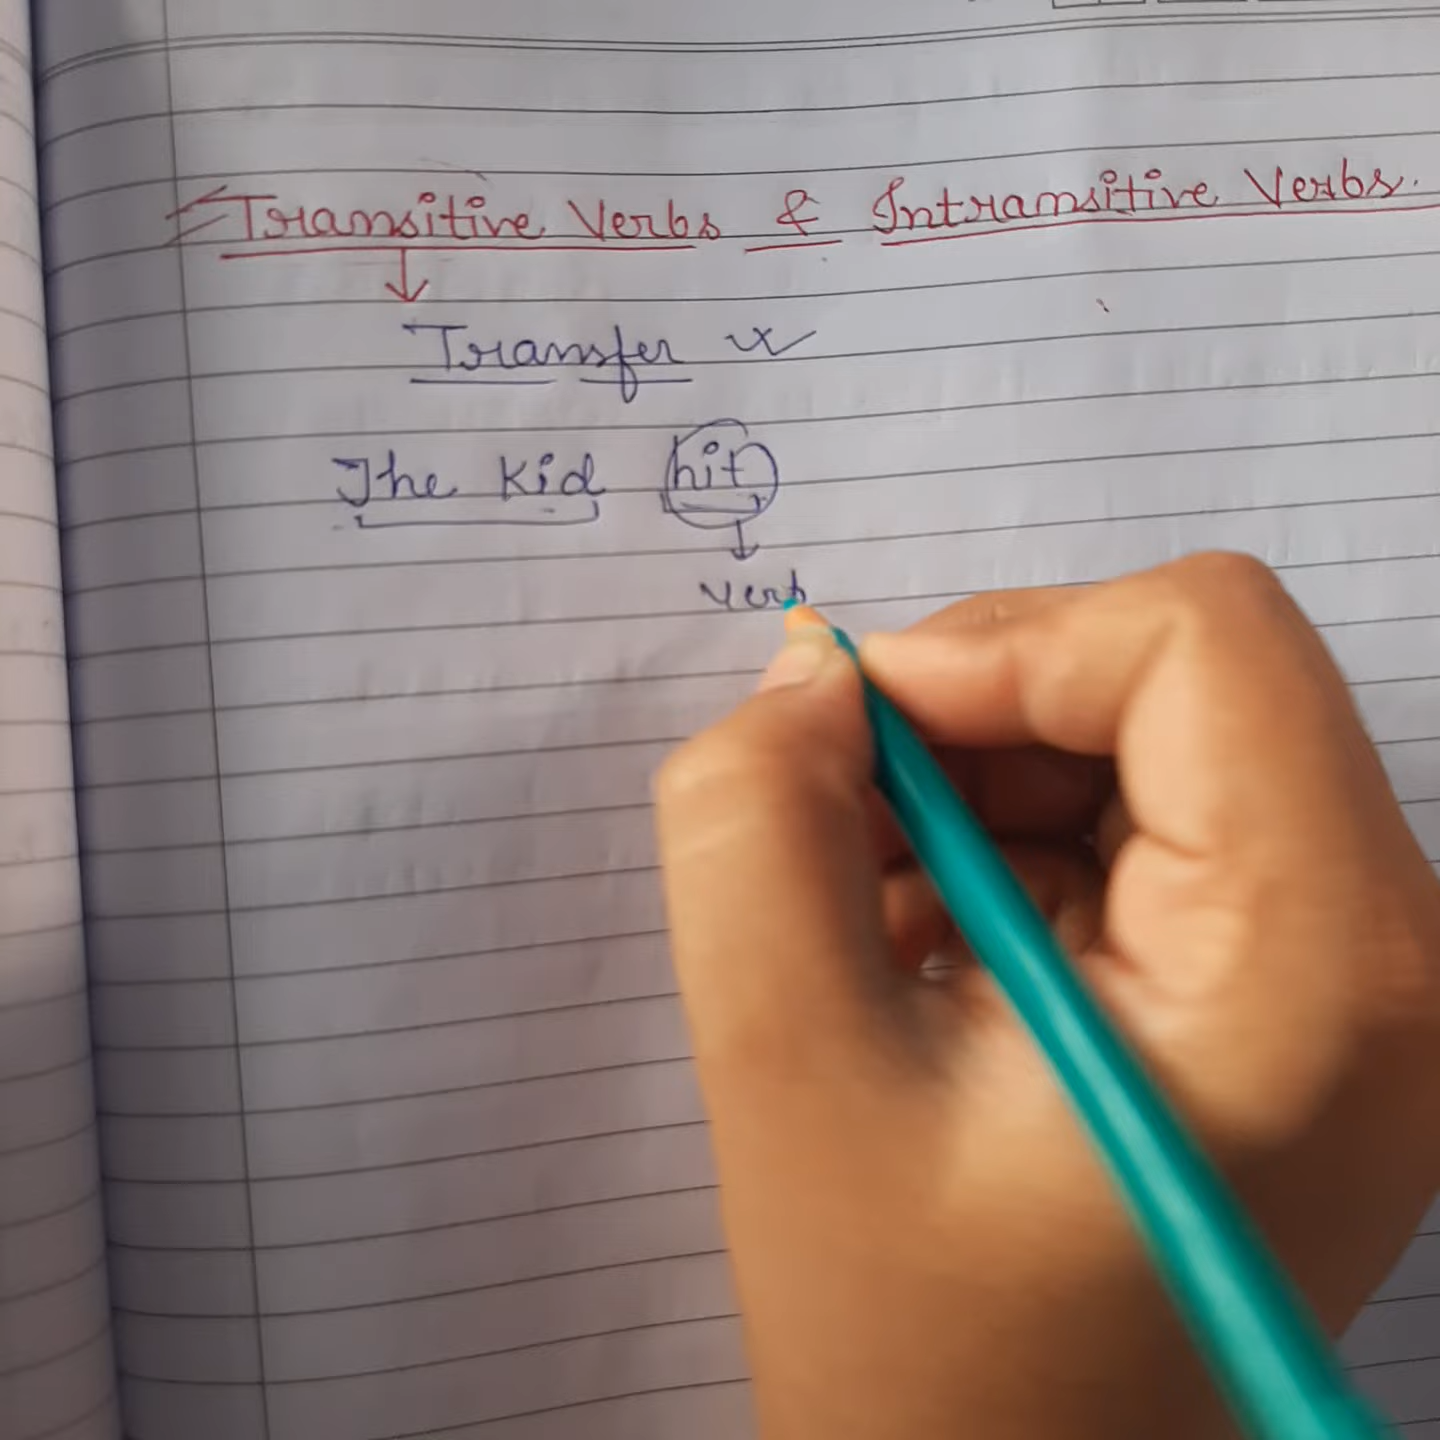 Transitive Verbs & Intransitive Verbs.
Transfer
The Kid hit
Verb